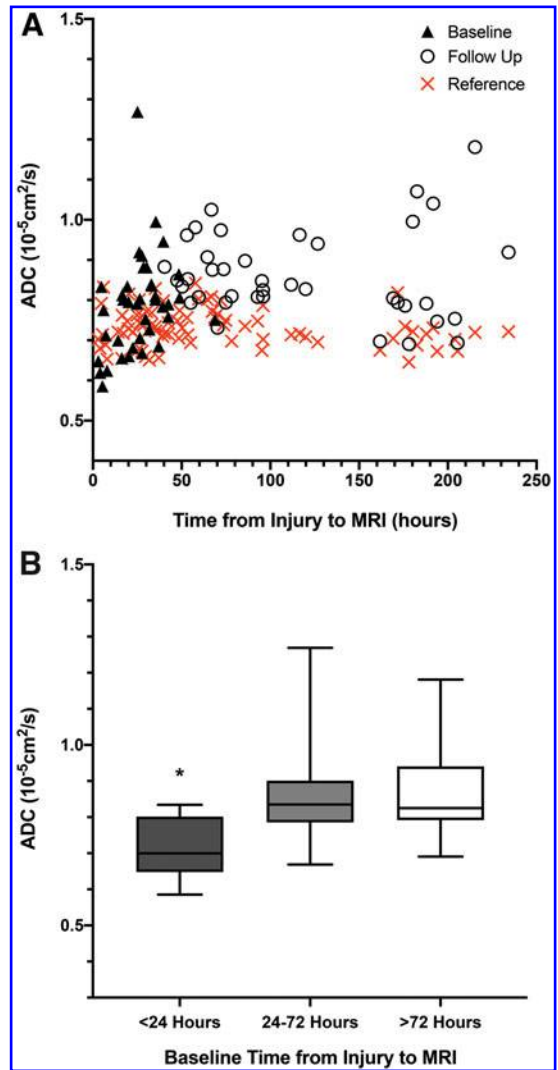 A
1.5
1.0
0.5
ADC (10⁻⁵cm²/s)
Baseline
Follow Up
Reference
0
50
100
150
200
250
Time from Injury to MRI (hours)
B
1.5
1.0
0.5
ADC (10⁻⁵cm²/s)
*
<24 Hours
24-72 Hours
>72 Hours
Baseline Time from Injury to MRI